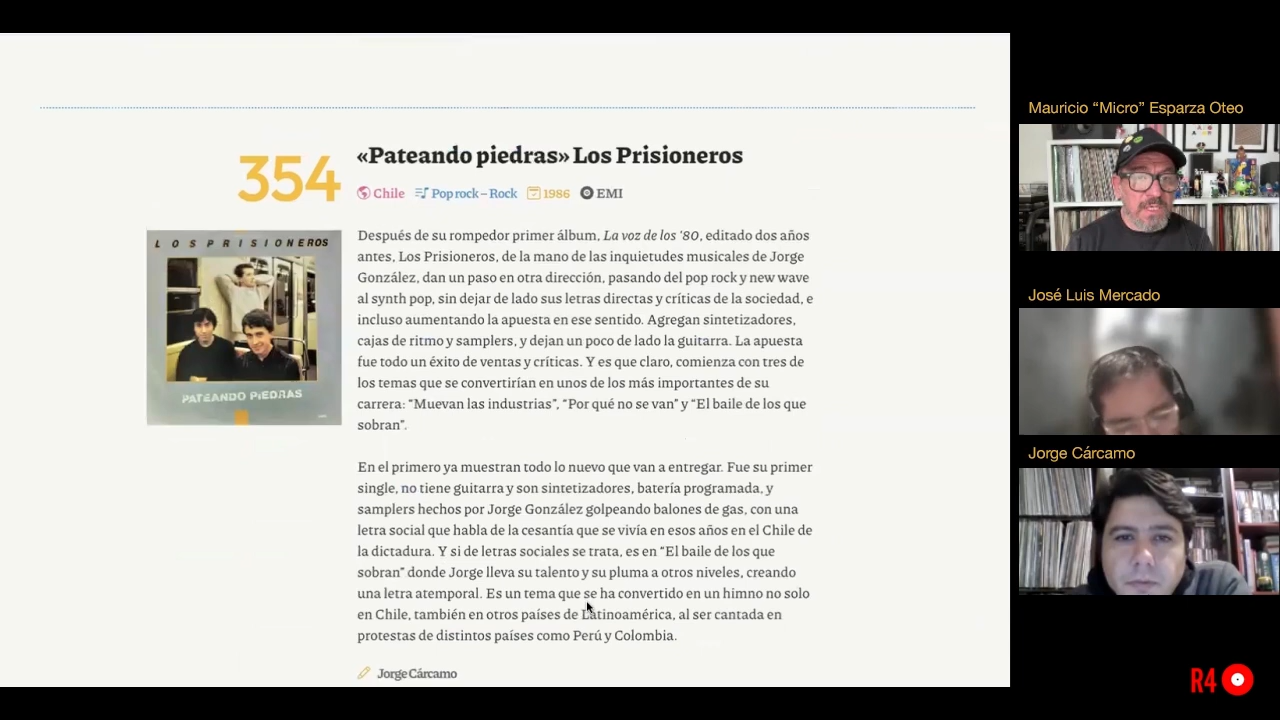 354
«Pateando piedras» Los Prisioneros
Chile Pop rock – Rock 1986 EMI
LOS PRISIONEROS
PATEANDO PIEDRAS
Después de su rompedor primer álbum, La voz de los '80, editado dos años
antes, Los Prisioneros, de la mano de las inquietudes musicales de Jorge
González, dan un paso en otra dirección, pasando del pop rock y new wave
al synth pop, sin dejar de lado sus letras directas y críticas de la sociedad, e
incluso aumentando la apuesta en ese sentido. Agregan sintetizadores,
cajas de ritmo y samplers, y dejan un poco de lado la guitarra. La apuesta
fue todo un éxito de ventas y críticas. Y es que claro, comienza con tres de
los temas que se convertirían en unos de los más importantes de su
carrera: “Muevan las industrias”, “Por qué no se van” y “El baile de los que
sobran”.
En el primero ya muestran todo lo nuevo que van a entregar. Fue su primer
single, no tiene guitarra y son sintetizadores, batería programada, y
samplers hechos por Jorge González golpeando balones de gas, con una
letra social que habla de la cesantía que se vivía en esos años en el Chile de
la dictadura. Y si de letras sociales se trata, es en “El baile de los que
sobran” donde Jorge lleva su talento y su pluma a otros niveles, creando
una letra atemporal. Es un tema que se ha convertido en un himno no solo
en Chile, también en otros países de Latinoamérica, al ser cantada en
protestas de distintos países como Perú y Colombia.
Jorge Cárcamo
Mauricio “Micro” Esparza Oteo
José Luis Mercado
Jorge Cárcamo
R4